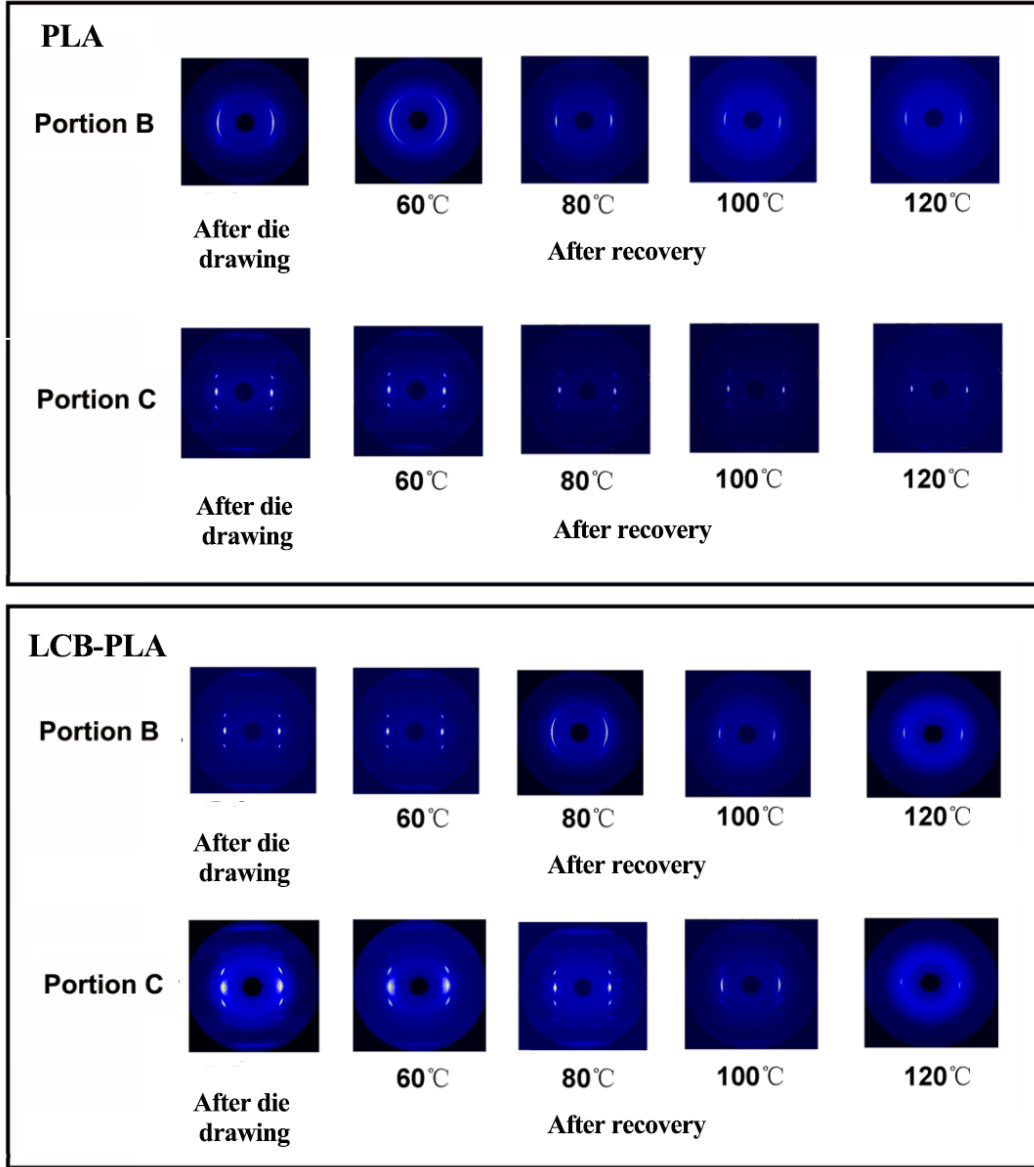 PLA
Portion B
60℃ 80℃ 100℃ 120℃
After die
drawing
After recovery
Portion C
60℃ 80℃ 100℃ 120℃
After die
drawing
After recovery
LCB-PLA
Portion B
60℃ 80℃ 100℃ 120℃
After die
drawing
After recovery
Portion C
60℃ 80℃ 100℃ 120℃
After die
drawing
After recovery